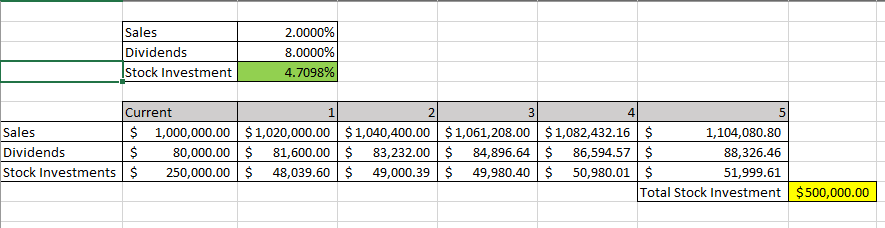 Sales 2.0000%
Dividends 8.0000%
Stock Investment 4.7098%
Current 1 2 3 4 5
Sales $ 1,000,000.00 $1,020,000.00 $1,040,400.00 $1,061,208.00 $1,082,432.16 $ 1,104,080.80
Dividends $ 80,000.00 $ 81,600.00 $ 83,232.00 $ 84,896.64 $ 86,594.57 $ 88,326.46
Stock Investments $ 250,000.00 $ 48,039.60 $ 49,000.39 $ 49,980.40 $ 50,980.01 $ 51,999.61
Total Stock Investment $500,000.00